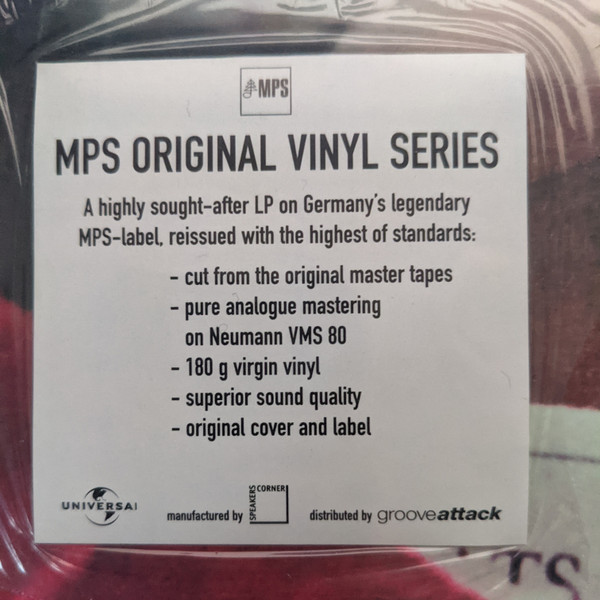 MPS
MPS ORIGINAL VINYL SERIES
A highly sought-after LP on Germany's legendary
MPS-label, reissued with the highest of standards:
- cut from the original master tapes
- pure analogue mastering
on Neumann VMS 80
- 180 g virgin vinyl
- superior sound quality
- original cover and label
UNIVERSAL
manufactured by SPEAKERS CORNER
distributed by grooveattack
TS